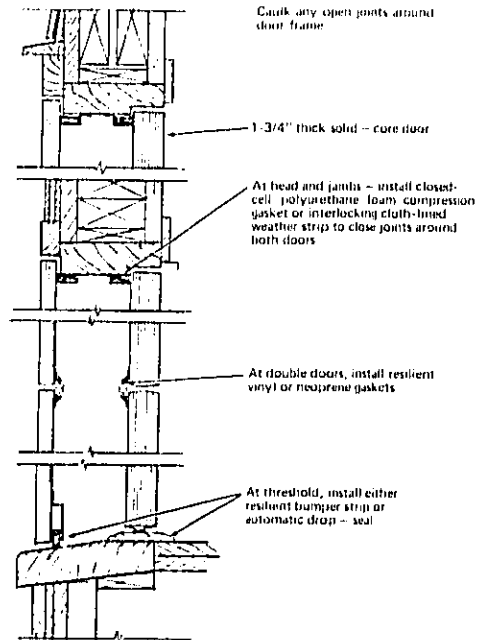 Caulk any open joints around
door frame
1-3/4" thick solid – core door
At head and jambs – install closed-
cell polyurethane foam compression
gasket or interlocking cloth-lined
weather strip to close joints around
both doors
At double doors, install resilient
vinyl or neoprene gaskets
At threshold, install either
resilient bumper strip or
automatic drop – seal